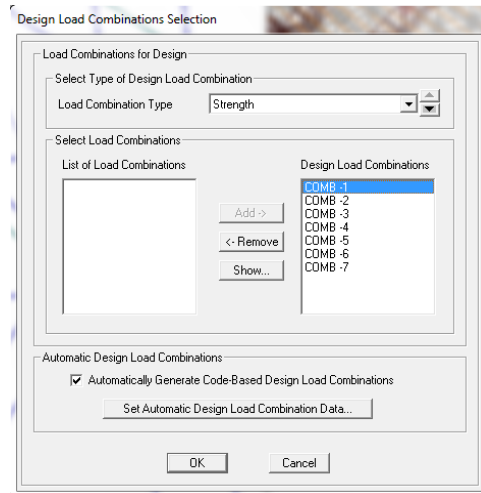 Design Load Combinations Selection
Load Combinations for Design
Select Type of Design Load Combination
Load Combination Type
Strength
Select Load Combinations
List of Load Combinations
Design Load Combinations
COMB -1
COMB -2
COMB -3
COMB -4
COMB -5
COMB -6
COMB -7
Add ->
<- Remove
Show...
Automatic Design Load Combinations
Automatically Generate Code-Based Design Load Combinations
Set Automatic Design Load Combination Data...
OK
Cancel